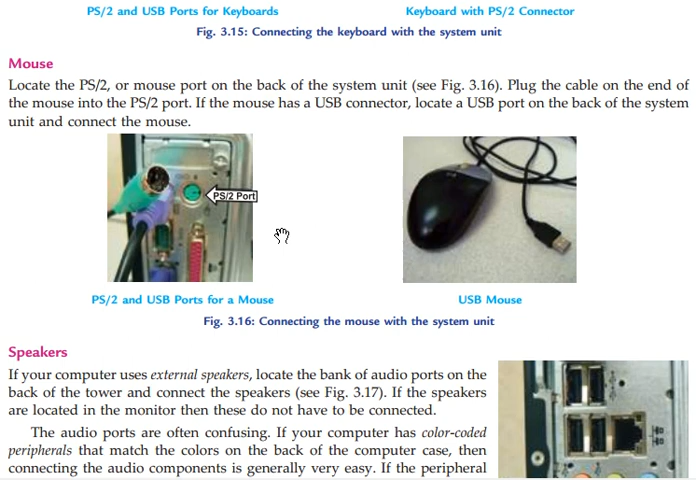 PS/2 and USB Ports for Keyboards
Keyboard with PS/2 Connector
Fig. 3.15: Connecting the keyboard with the system unit
Mouse
Locate the PS/2, or mouse port on the back of the system unit (see Fig. 3.16). Plug the cable on the end of
the mouse into the PS/2 port. If the mouse has a USB connector, locate a USB port on the back of the system
unit and connect the mouse.
PS/2 Port
PS/2 and USB Ports for a Mouse
USB Mouse
Fig. 3.16: Connecting the mouse with the system unit
Speakers
If your computer uses external speakers, locate the bank of audio ports on the
back of the tower and connect the speakers (see Fig. 3.17). If the speakers
are located in the monitor then these do not have to be connected.
The audio ports are often confusing. If your computer has color-coded
peripherals that match the colors on the back of the computer case, then
connecting the audio components is generally very easy. If the peripheral